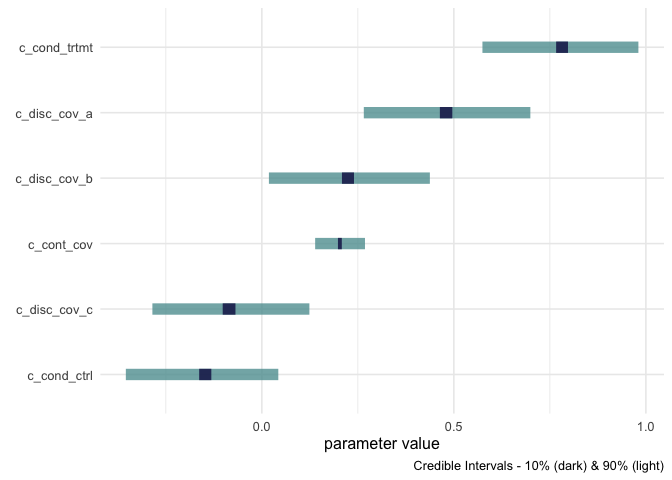 c_cond_trtmt
c_disc_cov_a
c_disc_cov_b
c_cont_cov
c_disc_cov_c
c_cond_ctrl
0.0 0.5 1.0
parameter value
Credible Intervals - 10% (dark) & 90% (light)